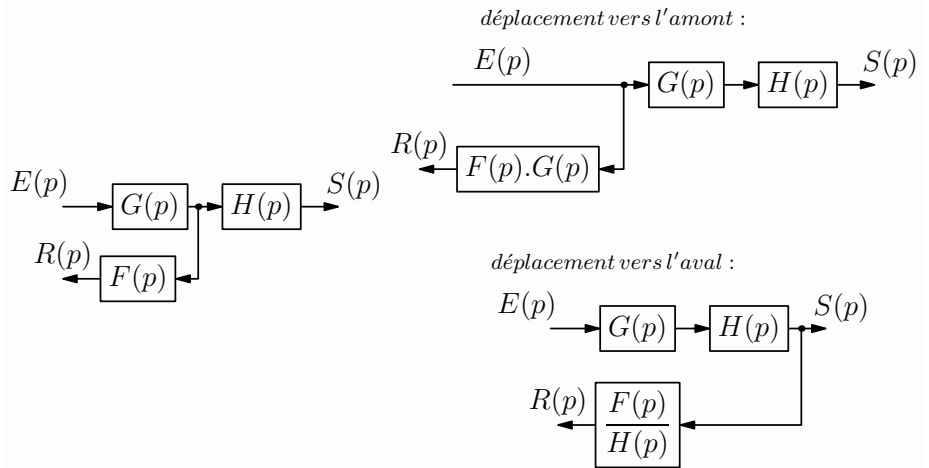 déplacement vers l'amont :
E(p) G(p) H(p) S(p)
R(p) F(p).G(p)
E(p) G(p) H(p) S(p)
R(p) F(p)
déplacement vers l'aval :
E(p) G(p) H(p) S(p)
R(p) F(p)
H(p)